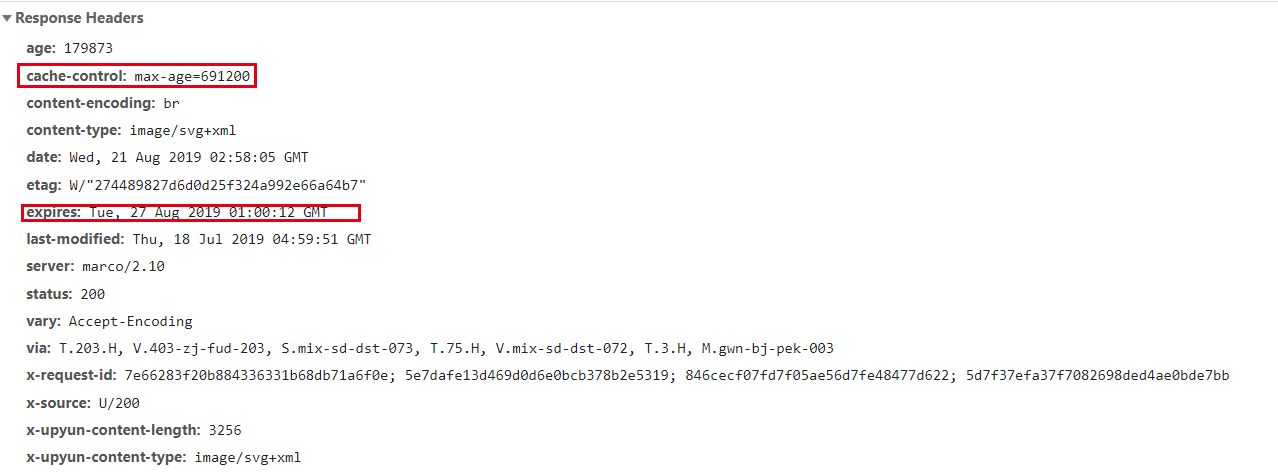 Response Headers
age: 179873
cache-control: max-age=691200
content-encoding: br
content-type: image/svg+xml
date: Wed, 21 Aug 2019 02:58:05 GMT
etag: W/"274489827d6d0d25f324a992e66a64b7"
expires: Tue, 27 Aug 2019 01:00:12 GMT
last-modified: Thu, 18 Jul 2019 04:59:51 GMT
server: marco/2.10
status: 200
vary: Accept-Encoding
via: T.203.H, V.403-zj-fud-203, S.mix-sd-dst-073, T.75.H, V.mix-sd-dst-072, T.3.H, M.gwn-bj-pek-003
x-request-id: 7e66283f20b884336331b68db71a6f0e; 5e7dafe13d469d0d6e0bcb378b2e5319; 846cecf07fd7f05ae56d7fe48477d622; 5d7f37efa37f7082698ded4ae0bde7bb
x-source: U/200
x-upyun-content-length: 3256
x-upyun-content-type: image/svg+xml